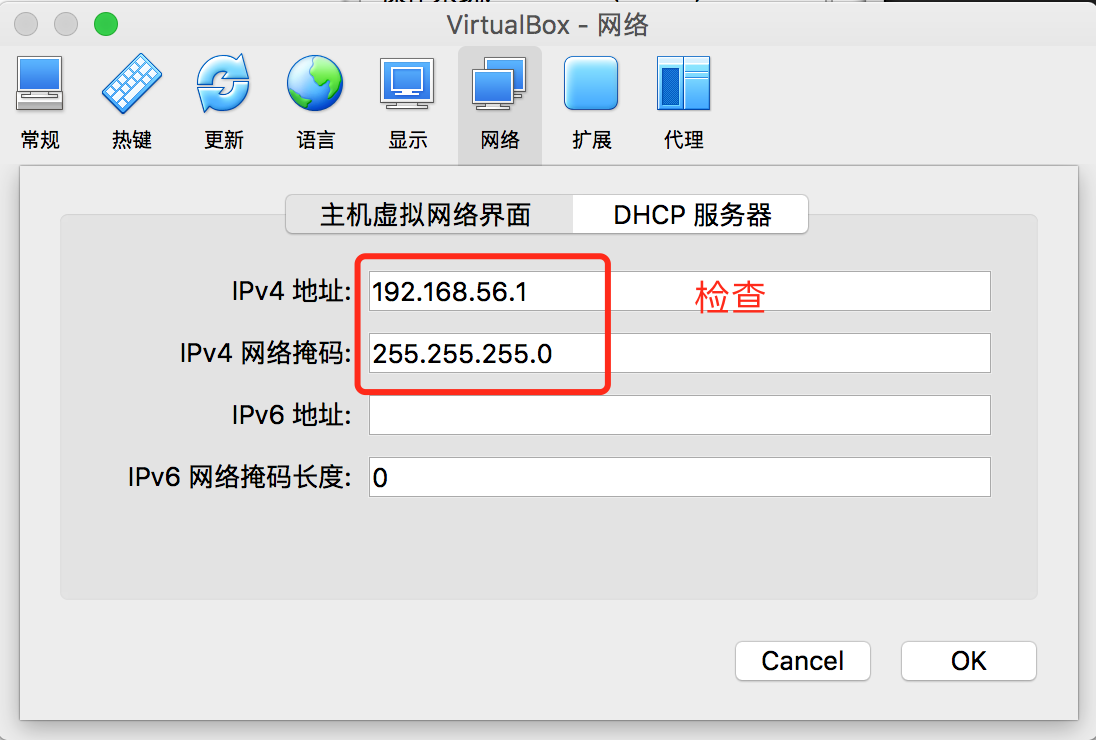 VirtualBox - 网络
常规 热键 更新 语言 显示 网络 扩展 代理
主机虚拟网络界面 DHCP 服务器
IPv4 地址: 192.168.56.1 检查
IPv4 网络掩码: 255.255.255.0
IPv6 地址:
IPv6 网络掩码长度: 0
Cancel OK